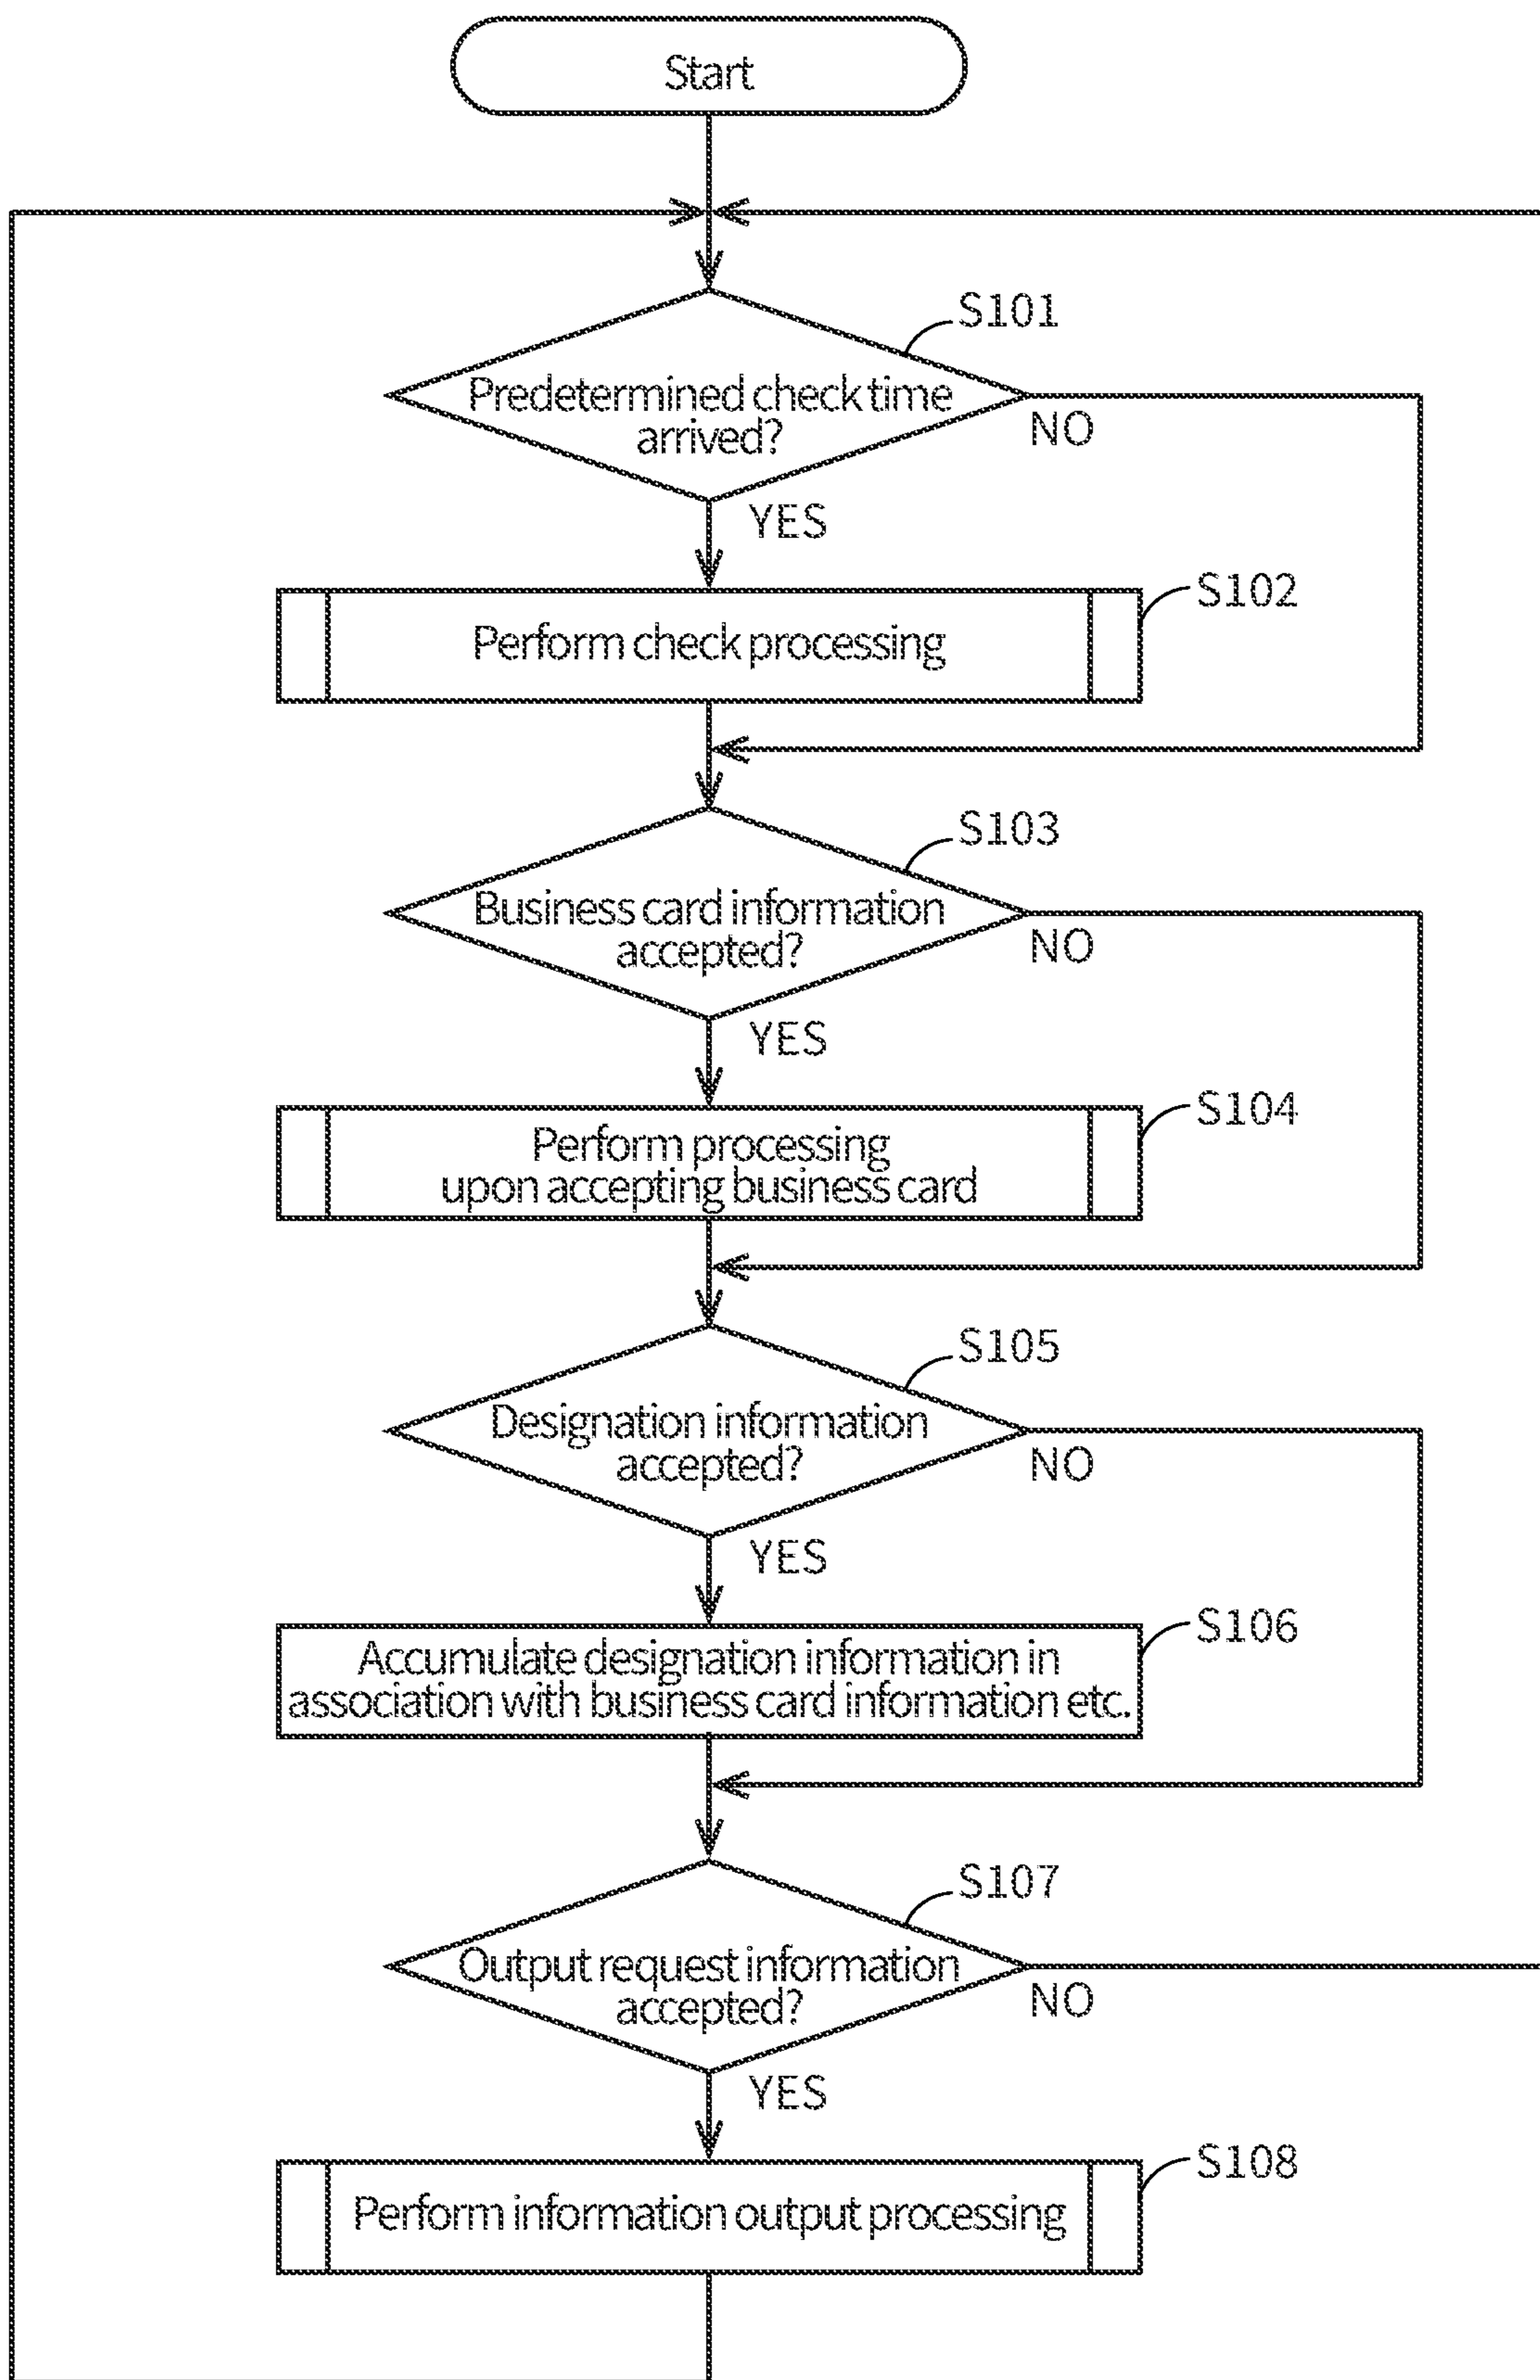 Start
S101
Predetermined check time
arrived?
NO
YES
S102
Perform check processing
S103
Business card information
accepted?
NO
YES
S104
Perform processing
upon accepting business card
S105
Designation information
accepted?
NO
YES
S106
Accumulate designation information in
association with business card information etc.
S107
Output request information
accepted?
NO
YES
S108
Perform information output processing